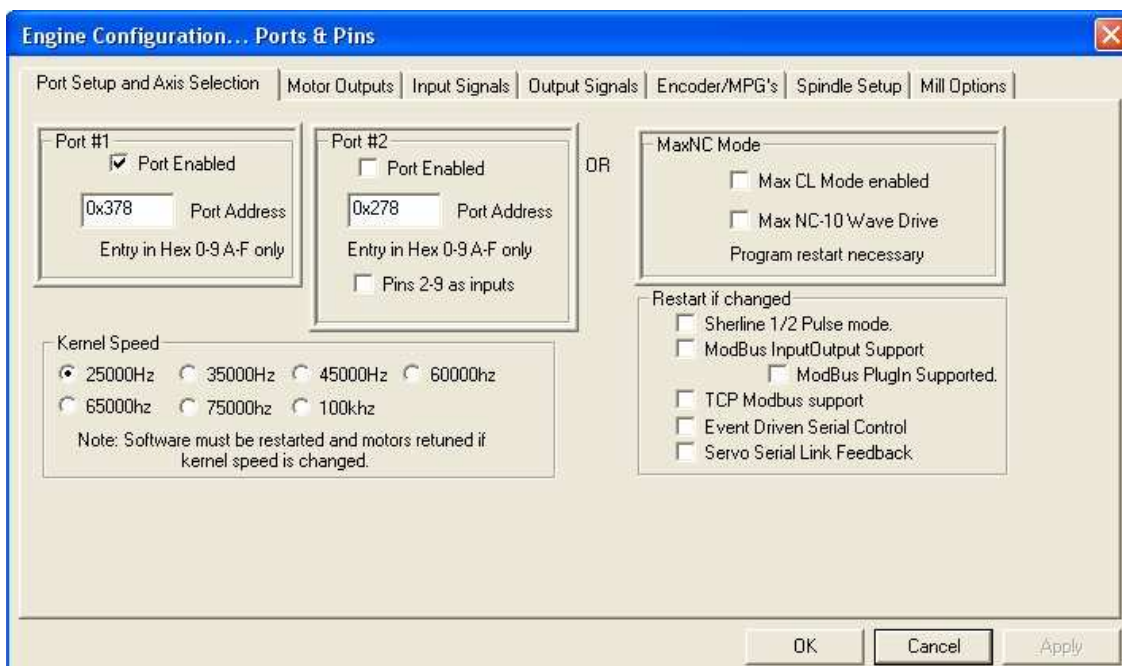 Engine Configuration... Ports & Pins
Port Setup and Axis Selection Motor Outputs Input Signals Output Signals Encoder/MPG's Spindle Setup Mill Options
Port #1
Port Enabled
0x378 Port Address
Entry in Hex 0-9 A-F only
Port #2
Port Enabled
0x278 Port Address
Entry in Hex 0-9 A-F only
Pins 2-9 as inputs
OR
MaxNC Mode
Max CL Mode enabled
Max NC-10 Wave Drive
Program restart necessary
Kernel Speed
25000Hz 35000Hz 45000Hz 60000hz
65000hz 75000hz 100khz
Note: Software must be restarted and motors retuned if
kernel speed is changed.
Restart if changed
Sherline 1/2 Pulse mode.
ModBus InputOutput Support
ModBus PlugIn Supported.
TCP Modbus support
Event Driven Serial Control
Servo Serial Link Feedback
OK Cancel Apply